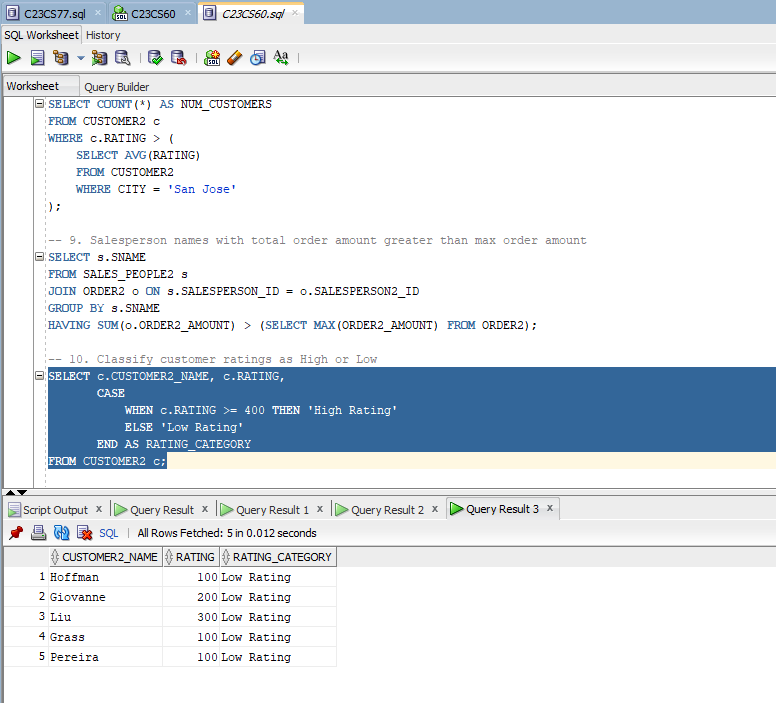 C23CS77.sql × C23CS60 × C23CS60.sql ×
SQL Worksheet History
SQL Aa
Worksheet Query Builder
SELECT COUNT(*) AS NUM_CUSTOMERS
FROM CUSTOMER2 c
WHERE c.RATING > (
    SELECT AVG(RATING)
    FROM CUSTOMER2
    WHERE CITY = 'San Jose'
);
-- 9. Salesperson names with total order amount greater than max order amount
SELECT s.SNAME
FROM SALES_PEOPLE2 s
JOIN ORDER2 o ON s.SALESPERSON_ID = o.SALESPERSON2_ID
GROUP BY s.SNAME
HAVING SUM(o.ORDER2_AMOUNT) > (SELECT MAX(ORDER2_AMOUNT) FROM ORDER2);
-- 10. Classify customer ratings as High or Low
SELECT c.CUSTOMER2_NAME, c.RATING,
       CASE
           WHEN c.RATING >= 400 THEN 'High Rating'
           ELSE 'Low Rating'
       END AS RATING_CATEGORY
FROM CUSTOMER2 c;
Script Output × Query Result × Query Result 1 × Query Result 2 × Query Result 3 ×
SQL | All Rows Fetched: 5 in 0.012 seconds
CUSTOMER2_NAME RATING RATING_CATEGORY
1 Hoffman 100 Low Rating
2 Giovanne 200 Low Rating
3 Liu 300 Low Rating
4 Grass 100 Low Rating
5 Pereira 100 Low Rating